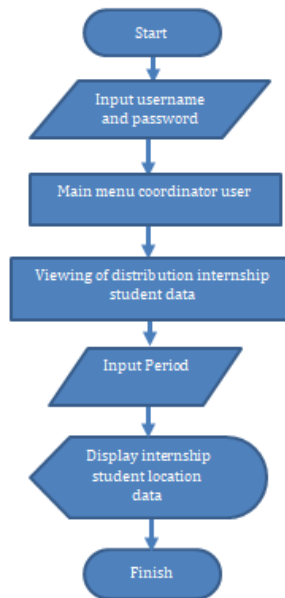 Start
Input username
and password
Main menu coordinator user
Viewing of distribution internship
student data
Input Period
Display internship
student location
data
Finish